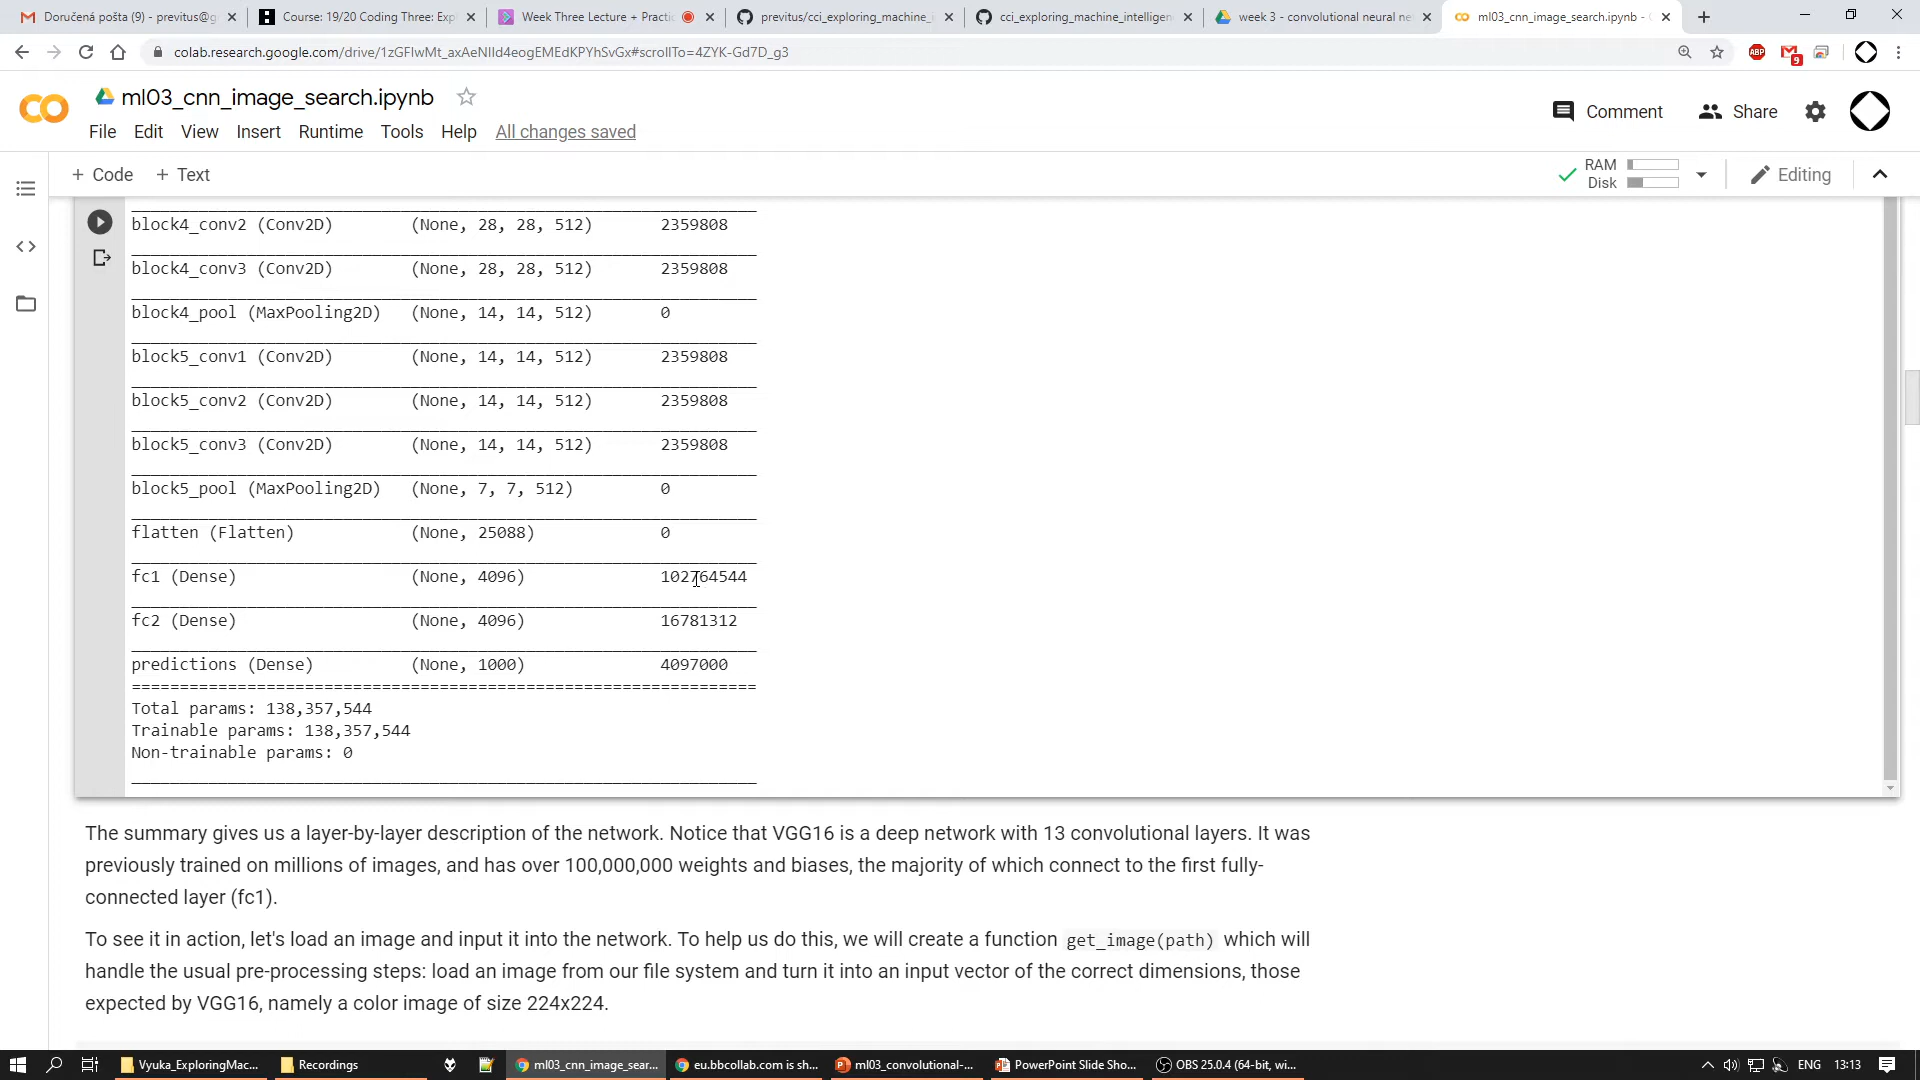 Doručená pošta (9) - previtus@g
Course: 19/20 Coding Three: Exp
Week Three Lecture + Practi
previtus/cci_exploring_machine_i
cci_exploring_machine_intelligen
week 3 - convolutional neural ne
ml03_cnn_image_search.ipynb -
colab.research.google.com/drive/1zGFIwMt_axAeNIId4eogEMEdKPYhSvGx#scrollTo=4ZYK-Gd7D_g3
ABP
9
ml03_cnn_image_search.ipynb
Comment
Share
File Edit View Insert Runtime Tools Help All changes saved
+ Code + Text
RAM
Disk
Editing
block4_conv2 (Conv2D) (None, 28, 28, 512) 2359808
block4_conv3 (Conv2D) (None, 28, 28, 512) 2359808
block4_pool (MaxPooling2D) (None, 14, 14, 512) 0
block5_conv1 (Conv2D) (None, 14, 14, 512) 2359808
block5_conv2 (Conv2D) (None, 14, 14, 512) 2359808
block5_conv3 (Conv2D) (None, 14, 14, 512) 2359808
block5_pool (MaxPooling2D) (None, 7, 7, 512) 0
flatten (Flatten) (None, 25088) 0
fc1 (Dense) (None, 4096) 102764544
fc2 (Dense) (None, 4096) 16781312
predictions (Dense) (None, 1000) 4097000
Total params: 138,357,544
Trainable params: 138,357,544
Non-trainable params: 0
The summary gives us a layer-by-layer description of the network. Notice that VGG16 is a deep network with 13 convolutional layers. It was
previously trained on millions of images, and has over 100,000,000 weights and biases, the majority of which connect to the first fully-
connected layer (fc1).
To see it in action, let's load an image and input it into the network. To help us do this, we will create a function get_image(path) which will
handle the usual pre-processing steps: load an image from our file system and turn it into an input vector of the correct dimensions, those
expected by VGG16, namely a color image of size 224x224.
Vyuka_ExploringMac...
Recordings
ml03_cnn_image_sear...
eu.bbcollab.com is sh...
ml03_convolutional-...
PowerPoint Slide Sho...
OBS 25.0.4 (64-bit, wi...
ENG
13:13